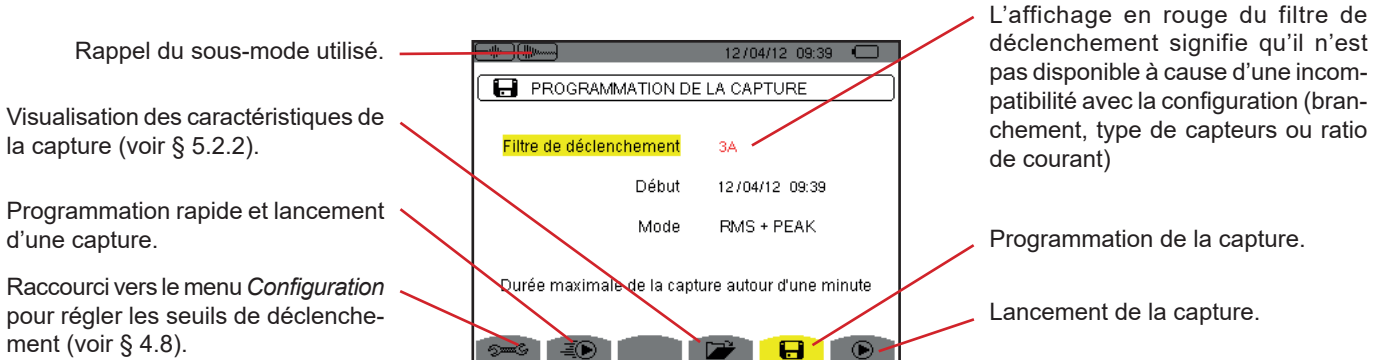 Rappel du sous-mode utilisé.
Visualisation des caractéristiques de
la capture (voir § 5.2.2).
Programmation rapide et lancement
d'une capture.
Raccourci vers le menu Configuration
pour régler les seuils de déclenche-
ment (voir § 4.8).
12/04/12 09:39
PROGRAMMATION DE LA CAPTURE
Filtre de déclenchement 3A
Début 12/04/12 09:39
Mode RMS + PEAK
Durée maximale de la capture autour d'une minute
L'affichage en rouge du filtre de
déclenchement signifie qu'il n'est
pas disponible à cause d'une incom-
patibilité avec la configuration (bran-
chement, type de capteurs ou ratio
de courant)
Programmation de la capture.
Lancement de la capture.